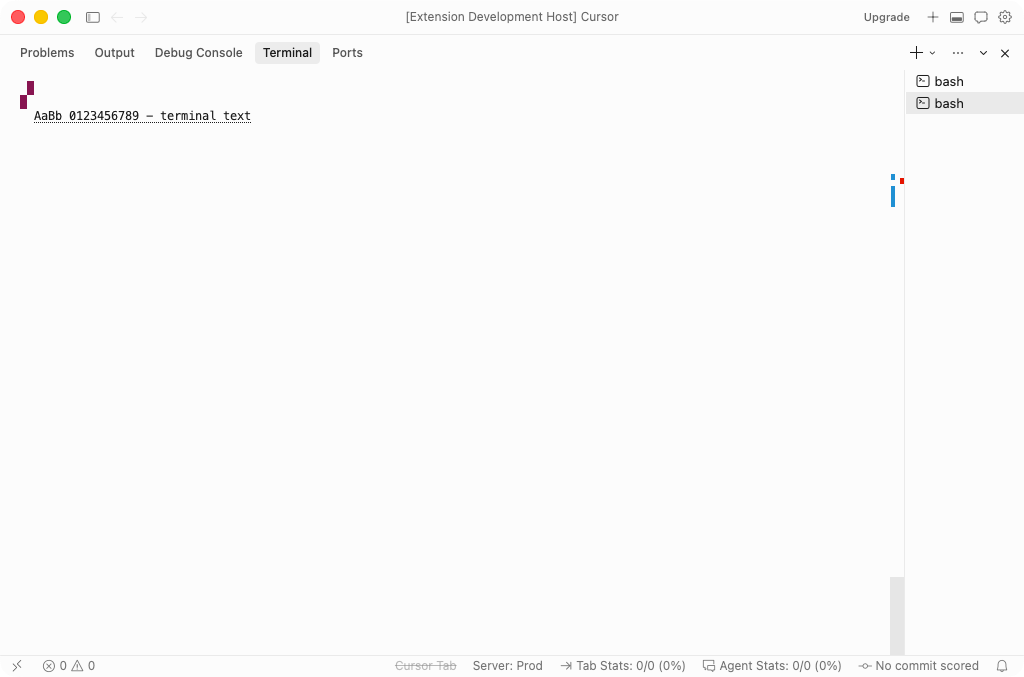 [Extension Development Host] Cursor
Upgrade
Problems Output Debug Console Terminal Ports
bash
bash
AaBb 0123456789 — terminal text
0 0
Cursor Tab Server: Prod Tab Stats: 0/0 (0%) Agent Stats: 0/0 (0%) No commit scored